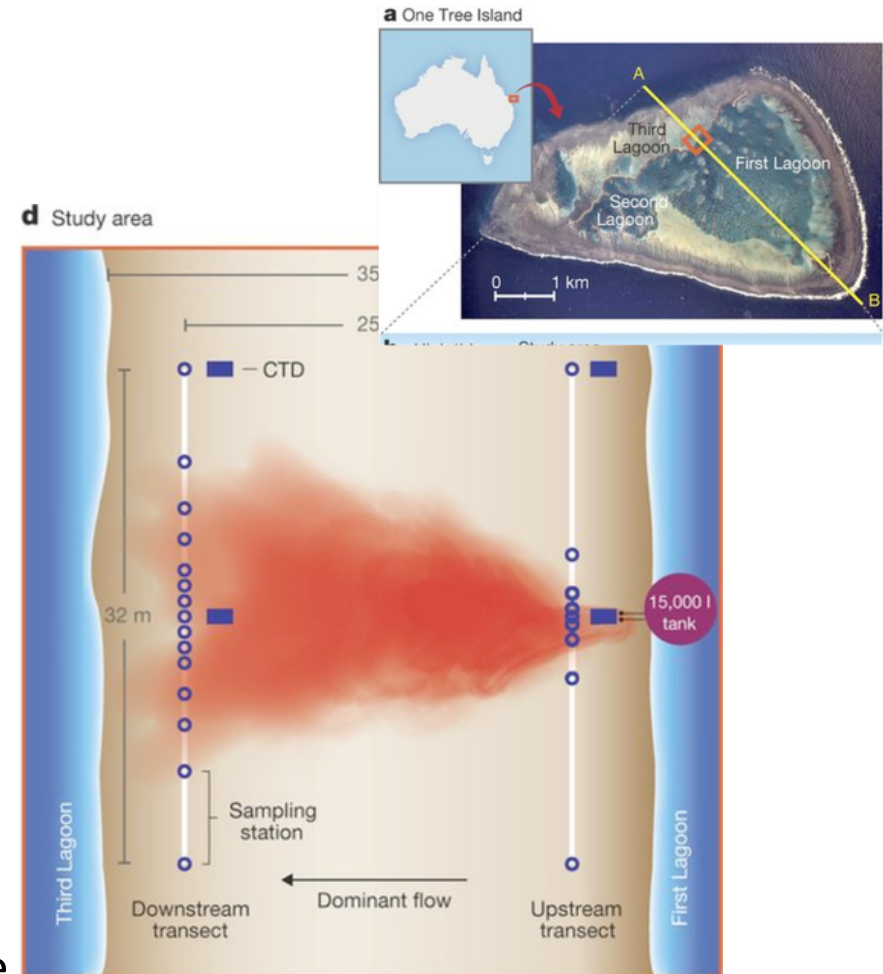 a One Tree Island
A
Third
Lagoon
First Lagoon
Second
Lagoon
0 1 km
B
d Study area
35
25
CTD
32 m
15,000 l
tank
Sampling
station
Third Lagoon
First Lagoon
Dominant flow
Downstream
transect
Upstream
transect